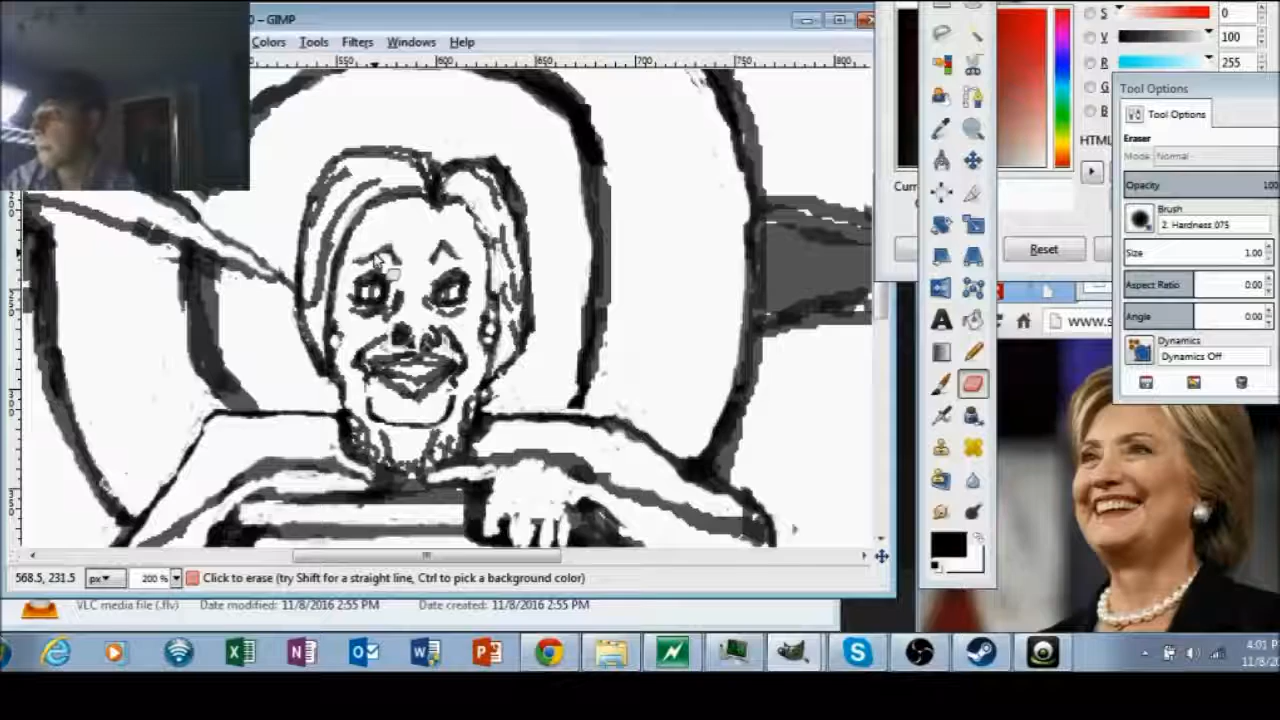 0 – GIMP
Colors Tools Filters Windows Help
550 600 650 700 750 800
S 0
V 100
R 255
G
B
HTML
Reset
Tool Options
Tool Options
Eraser
Mode Normal
Opacity 100
Brush
2. Hardness 075
Size 1.00
Aspect Ratio 0.00
Angle 0.00
Dynamics
Dynamics Off
www.s
568.5, 231.5 px 200 % Click to erase (try Shift for a straight line, Ctrl to pick a background color)
VLC media file (.flv) Date modified: 11/8/2016 2:55 PM Date created: 11/8/2016 2:55 PM
4:01 P
11/8/201